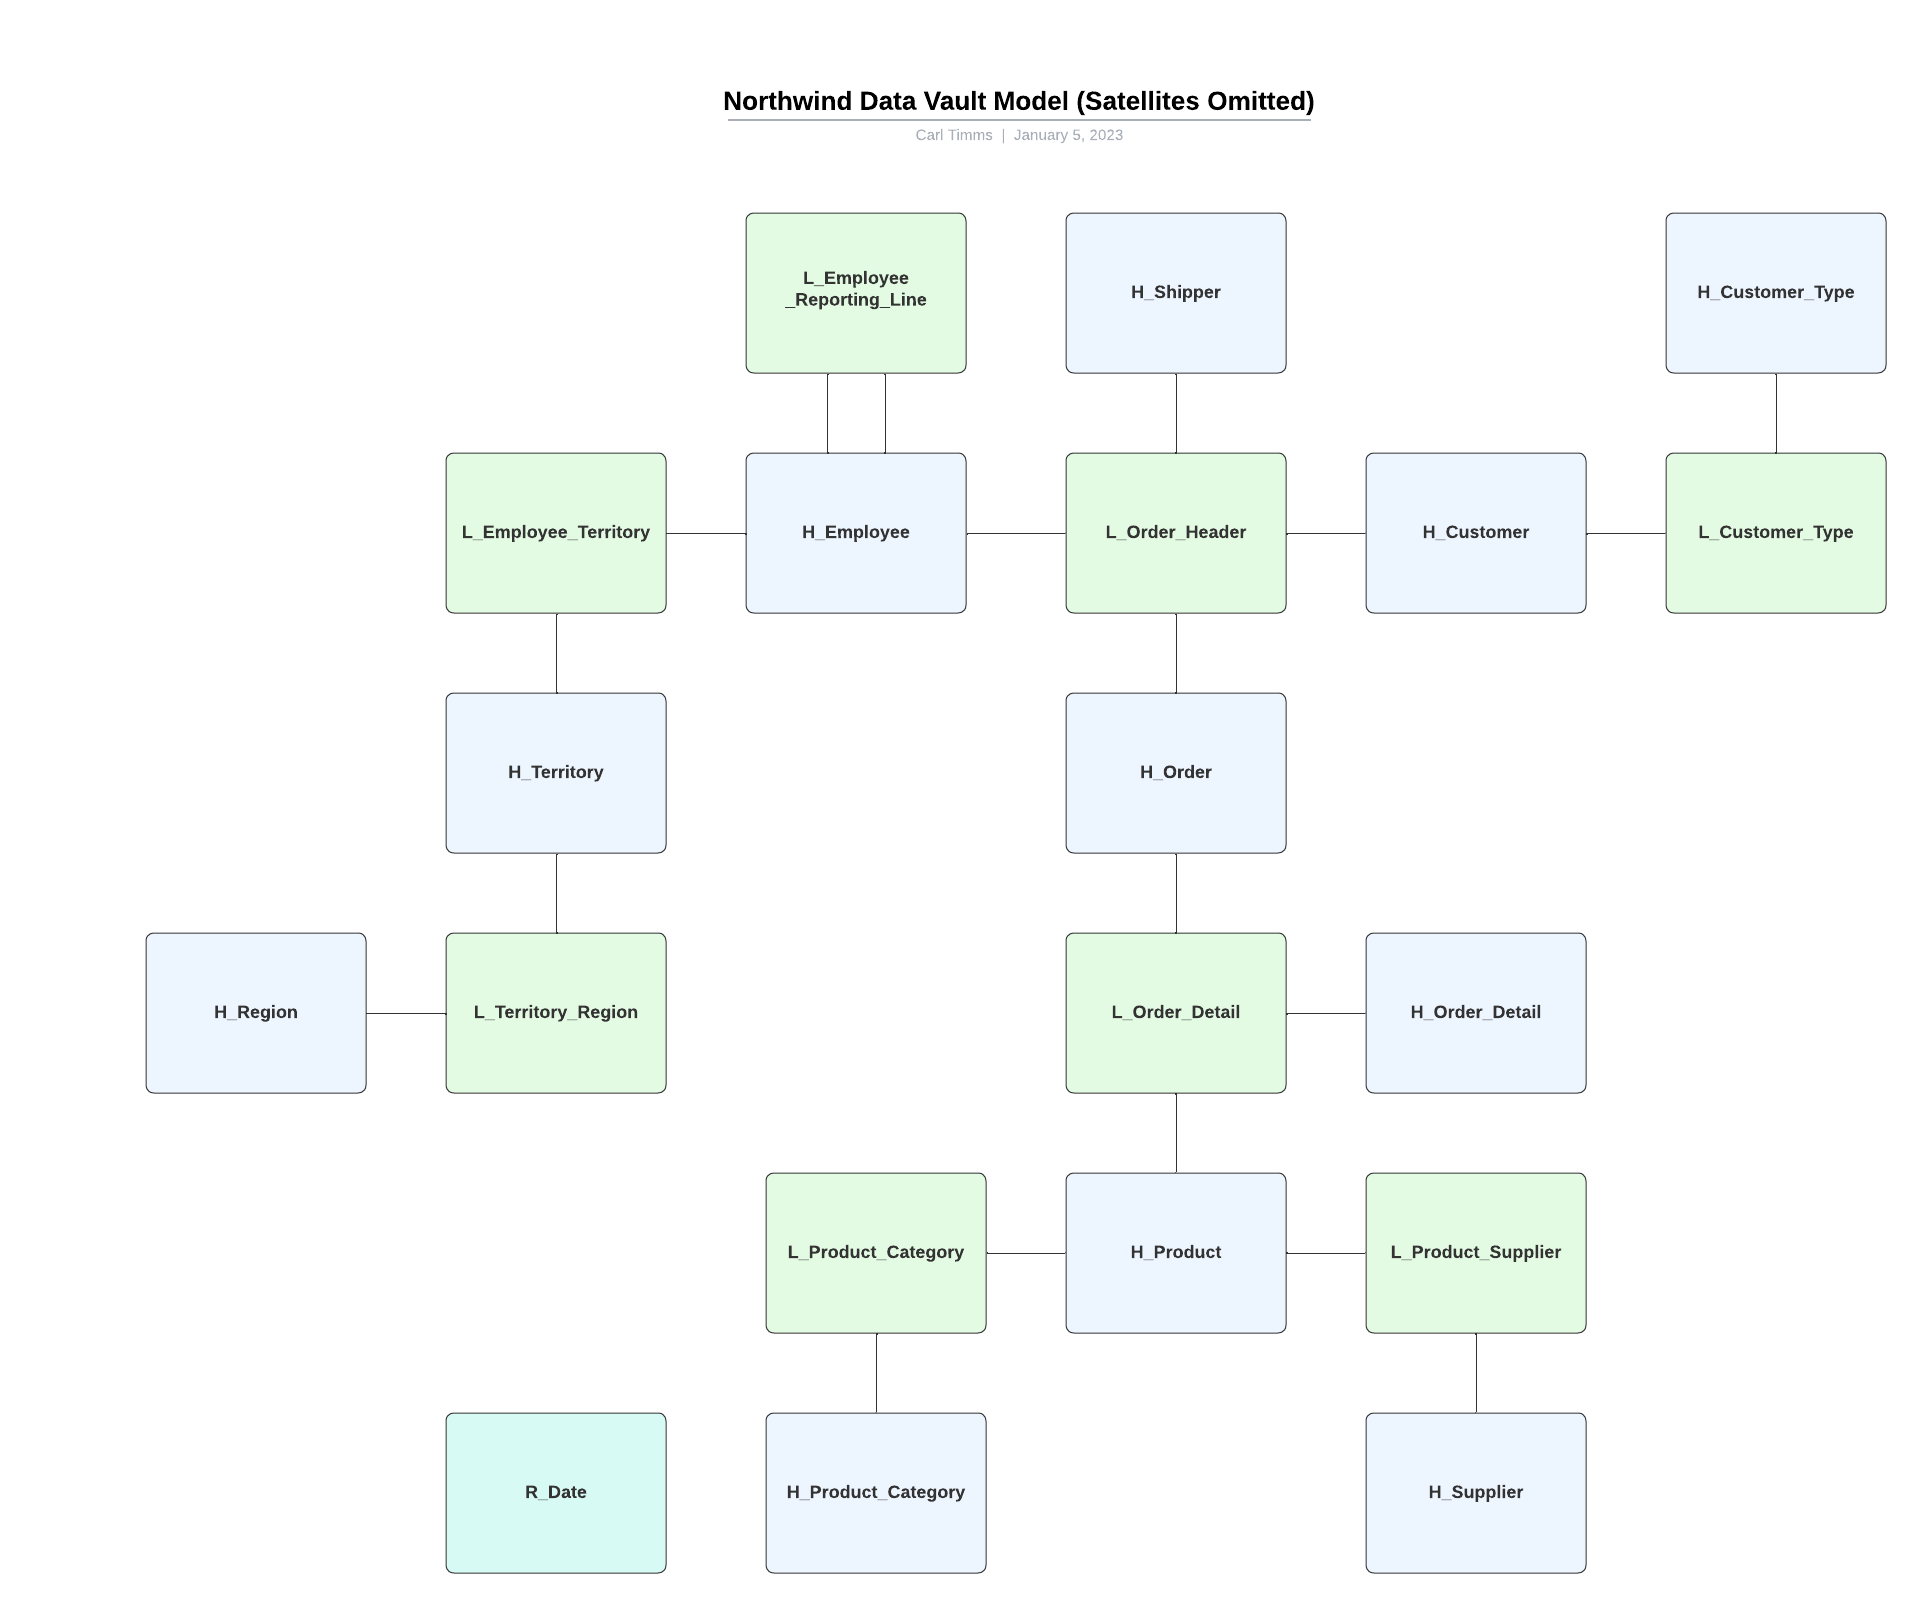 Northwind Data Vault Model (Satellites Omitted)
Carl Timms | January 5, 2023
L_Employee
_Reporting_Line
H_Shipper
H_Customer_Type
L_Employee_Territory
H_Employee
L_Order_Header
H_Customer
L_Customer_Type
H_Territory
H_Order
H_Region
L_Territory_Region
L_Order_Detail
H_Order_Detail
L_Product_Category
H_Product
L_Product_Supplier
R_Date
H_Product_Category
H_Supplier